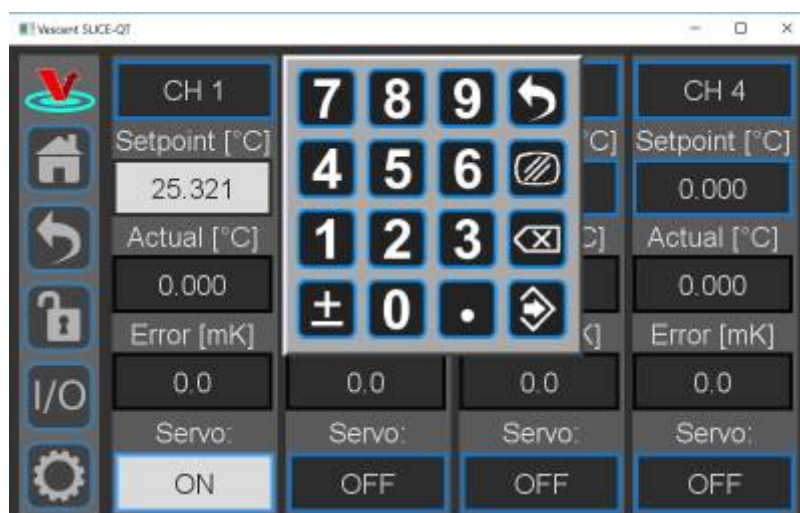 Vescent SLICE-QT
CH 1
CH 4
Setpoint [°C]
°C]
Setpoint [°C]
25.321
0.000
Actual [°C]
C]
Actual [°C]
0.000
0.000
Error [mK]
K]
Error [mK]
0.0
0.0
0.0
0.0
Servo:
Servo:
Servo:
Servo:
ON
OFF
OFF
OFF
I/O
7 8 9
4 5 6
1 2 3
± 0 .